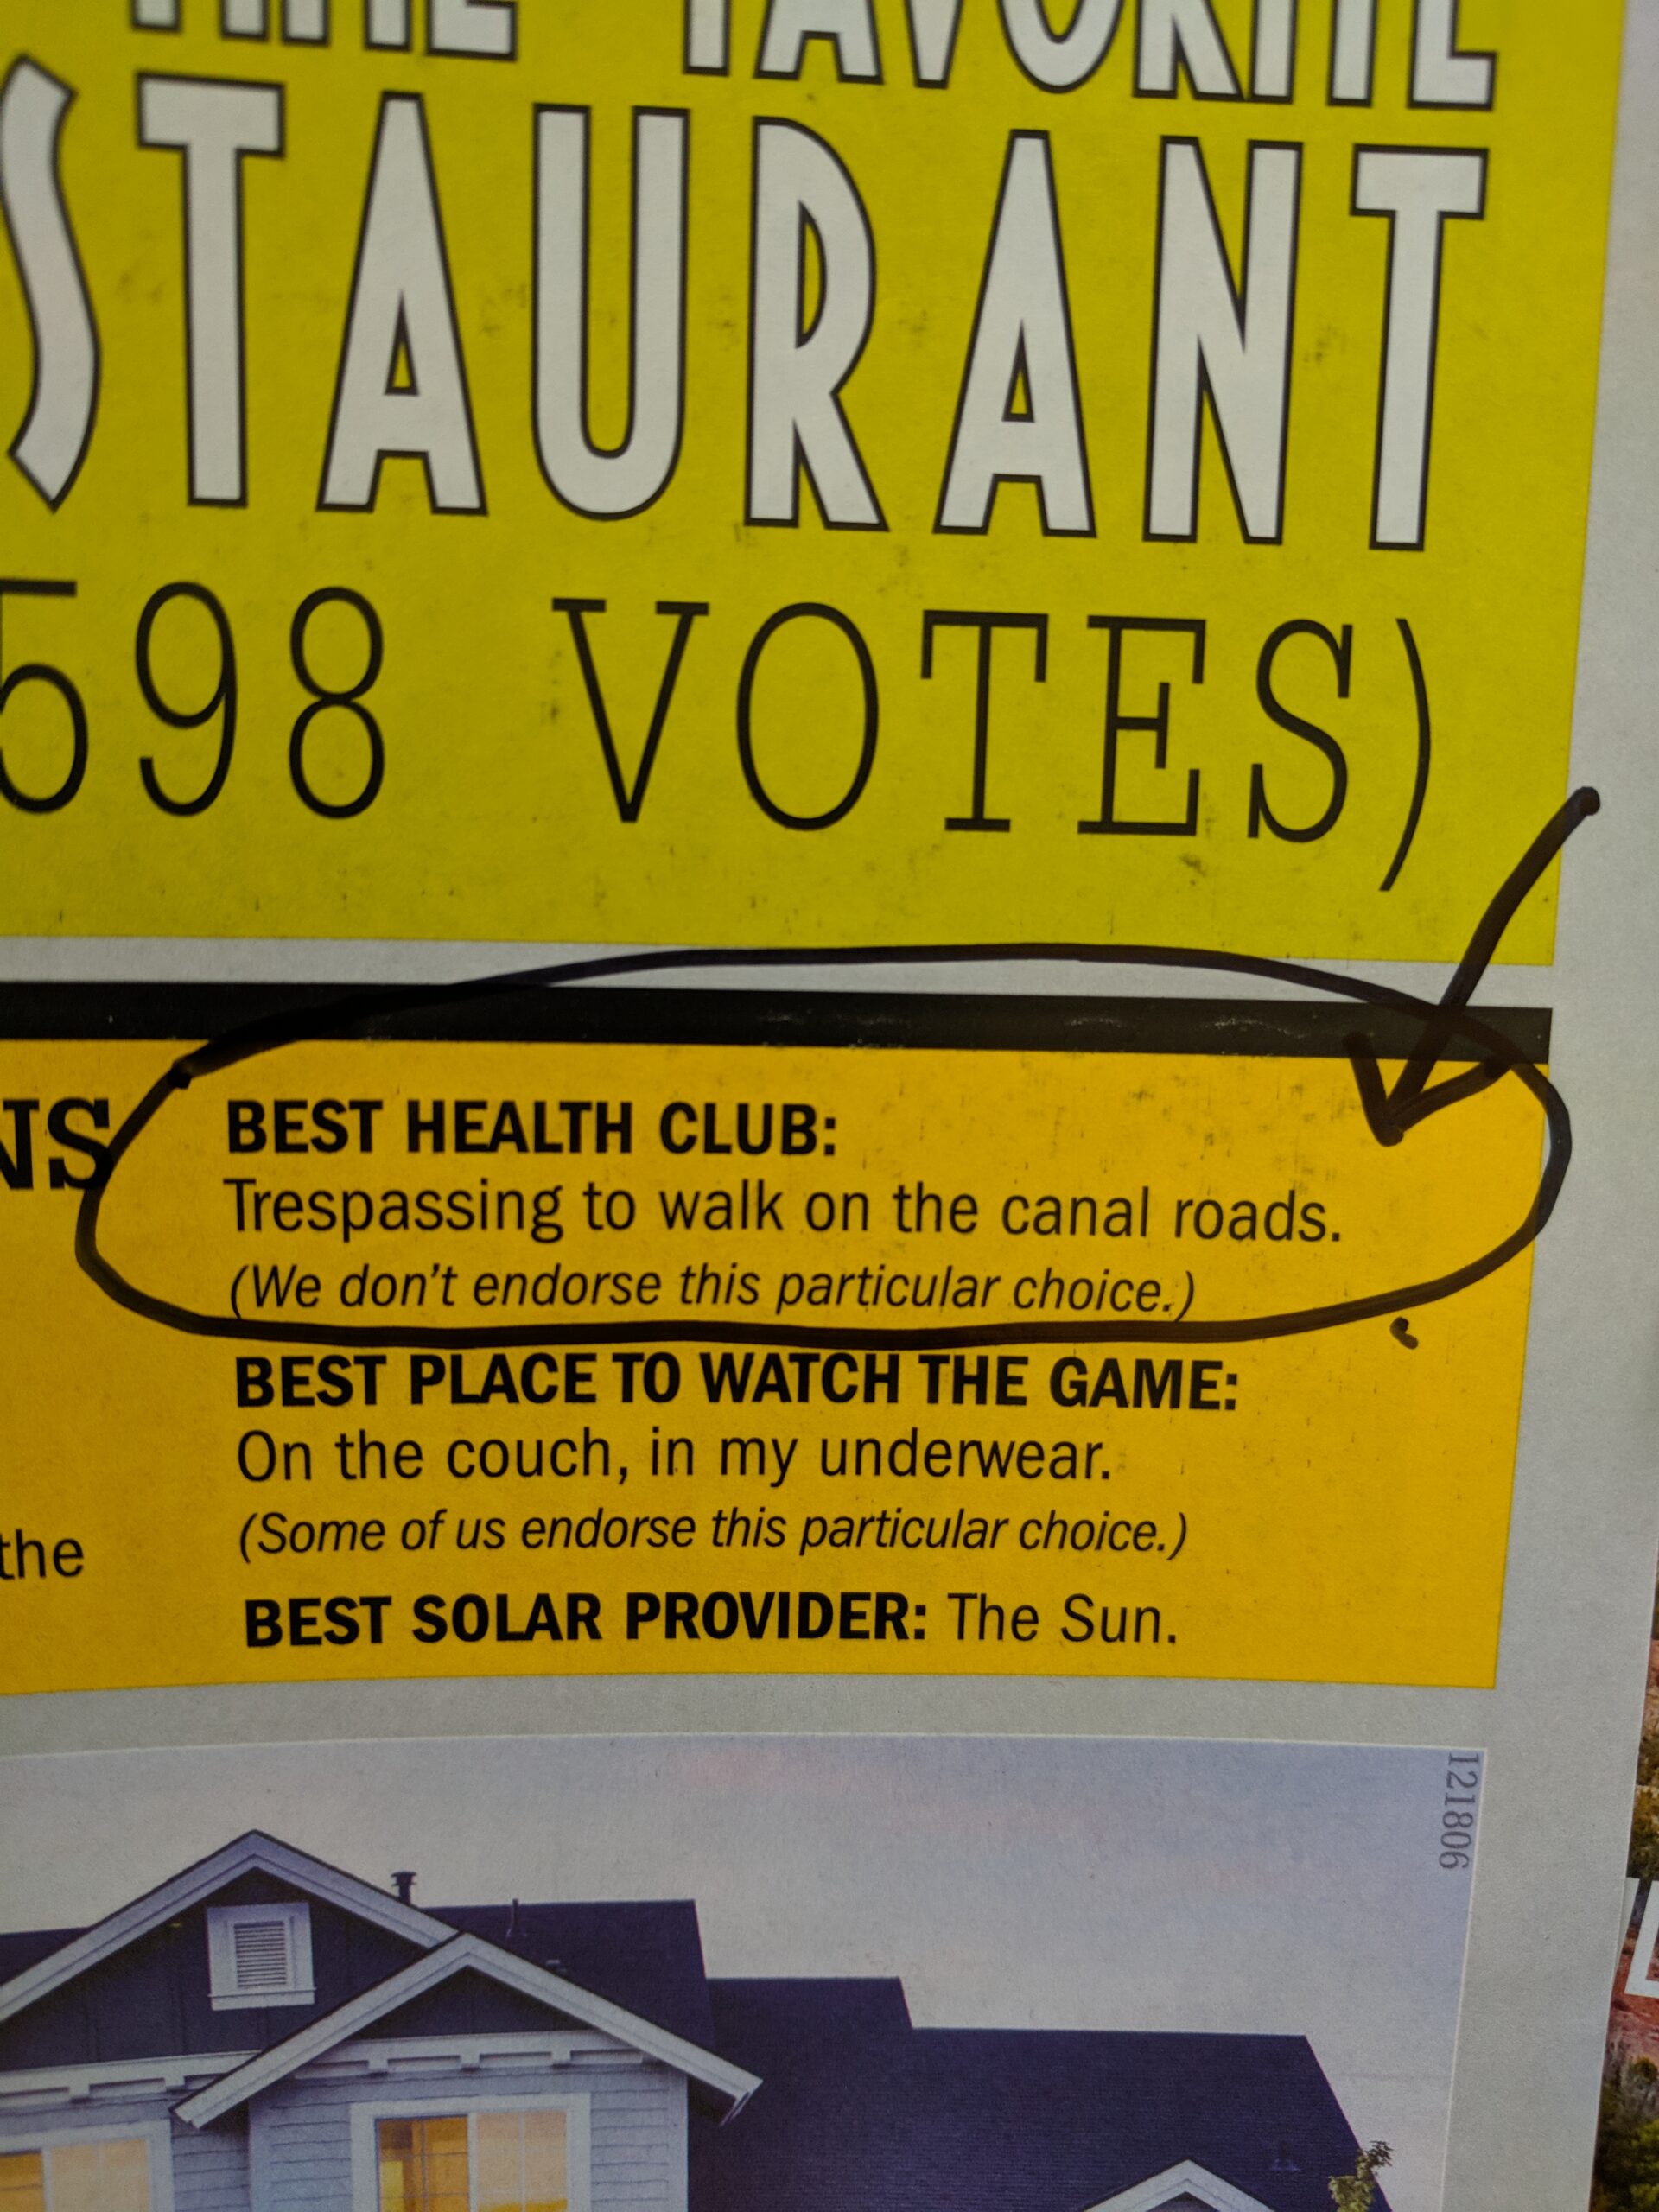 FAVORITE
STAURANT
598 VOTES)
NS
BEST HEALTH CLUB:
Trespassing to walk on the canal roads.
(We don't endorse this particular choice.)
BEST PLACE TO WATCH THE GAME:
On the couch, in my underwear.
(Some of us endorse this particular choice.)
the
BEST SOLAR PROVIDER: The Sun.
121806